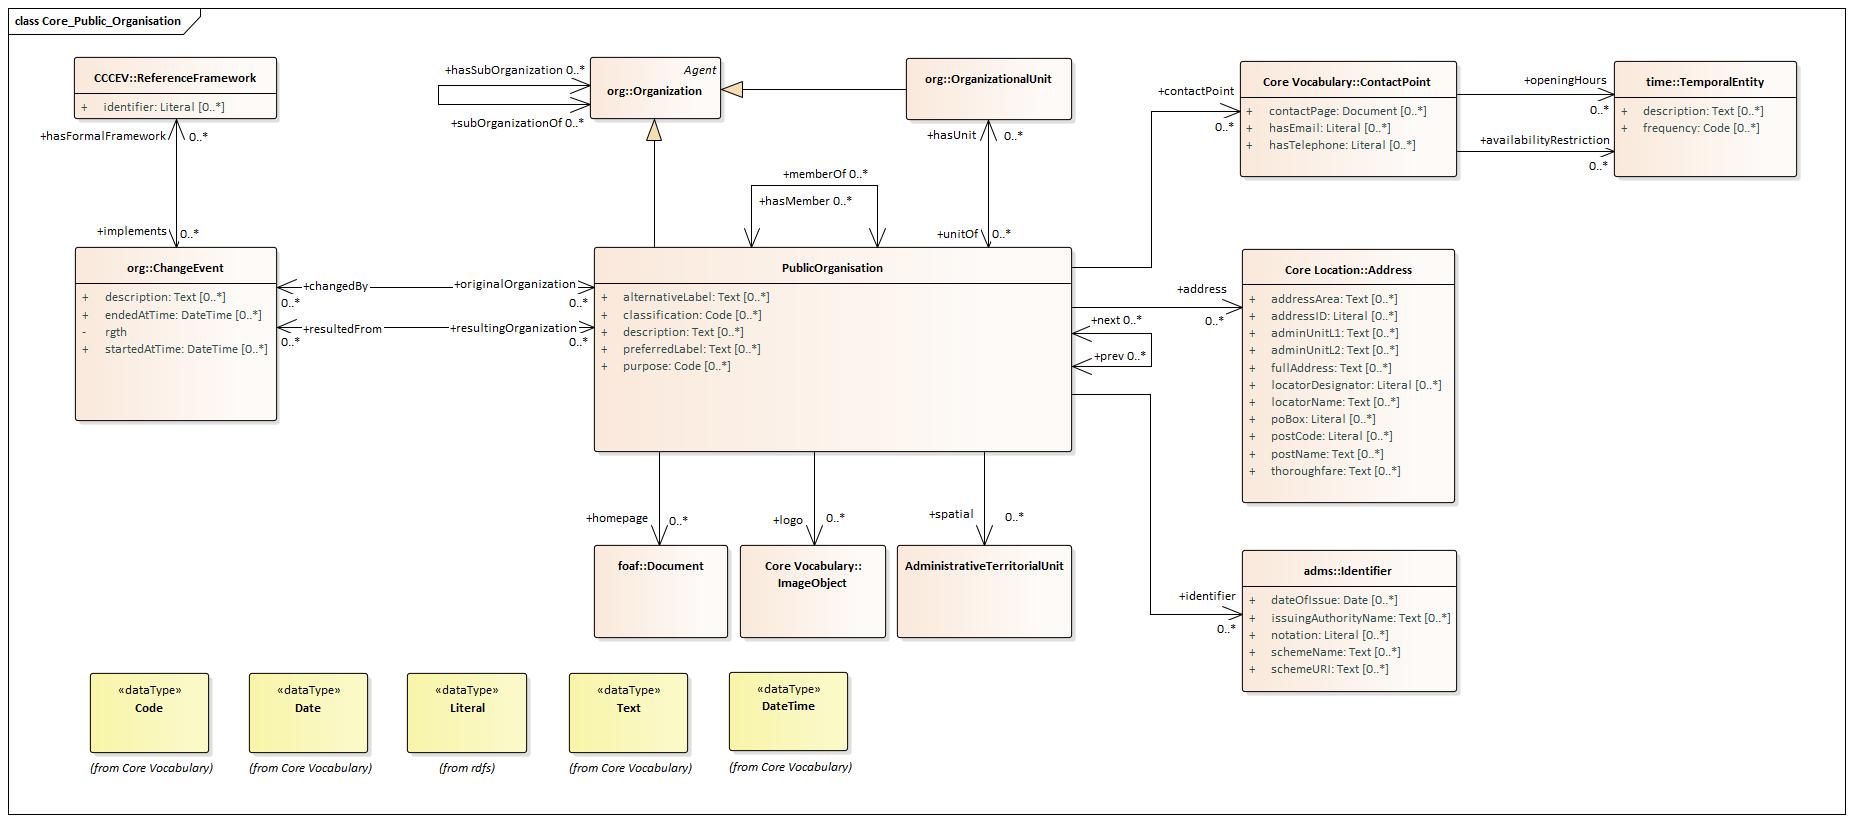 class Core_Public_Organisation
CCCEV::ReferenceFramework
+ identifier: Literal [0..*]
+hasFormalFramework 0..*
+implements 0..*
+hasSubOrganization 0..*
+subOrganizationOf 0..*
Agent
org::Organization
org::OrganizationalUnit
+hasUnit 0..*
+unitOf 0..*
+memberOf 0..*
+hasMember 0..*
+contactPoint
0..*
Core Vocabulary::ContactPoint
+ contactPage: Document [0..*]
+ hasEmail: Literal [0..*]
+ hasTelephone: Literal [0..*]
+openingHours
0..*
+availabilityRestriction
0..*
time::TemporalEntity
+ description: Text [0..*]
+ frequency: Code [0..*]
org::ChangeEvent
+ description: Text [0..*]
+ endedAtTime: DateTime [0..*]
- rgth
+ startedAtTime: DateTime [0..*]
+changedBy
0..*
+originalOrganization
0..*
+resultedFrom
0..*
+resultingOrganization
0..*
PublicOrganisation
+ alternativeLabel: Text [0..*]
+ classification: Code [0..*]
+ description: Text [0..*]
+ preferredLabel: Text [0..*]
+ purpose: Code [0..*]
+address
0..*
+next 0..*
+prev 0..*
Core Location::Address
+ addressArea: Text [0..*]
+ addressID: Literal [0..*]
+ adminUnitL1: Text [0..*]
+ adminUnitL2: Text [0..*]
+ fullAddress: Text [0..*]
+ locatorDesignator: Literal [0..*]
+ locatorName: Text [0..*]
+ poBox: Literal [0..*]
+ postCode: Literal [0..*]
+ postName: Text [0..*]
+ thoroughfare: Text [0..*]
+homepage 0..*
+logo 0..*
+spatial 0..*
foaf::Document
Core Vocabulary::
ImageObject
AdministrativeTerritorialUnit
+identifier
0..*
adms::Identifier
+ dateOfIssue: Date [0..*]
+ issuingAuthorityName: Text [0..*]
+ notation: Literal [0..*]
+ schemeName: Text [0..*]
+ schemeURI: Text [0..*]
«dataType»
Code
(from Core Vocabulary)
«dataType»
Date
(from Core Vocabulary)
«dataType»
Literal
(from rdfs)
«dataType»
Text
(from Core Vocabulary)
«dataType»
DateTime
(from Core Vocabulary)